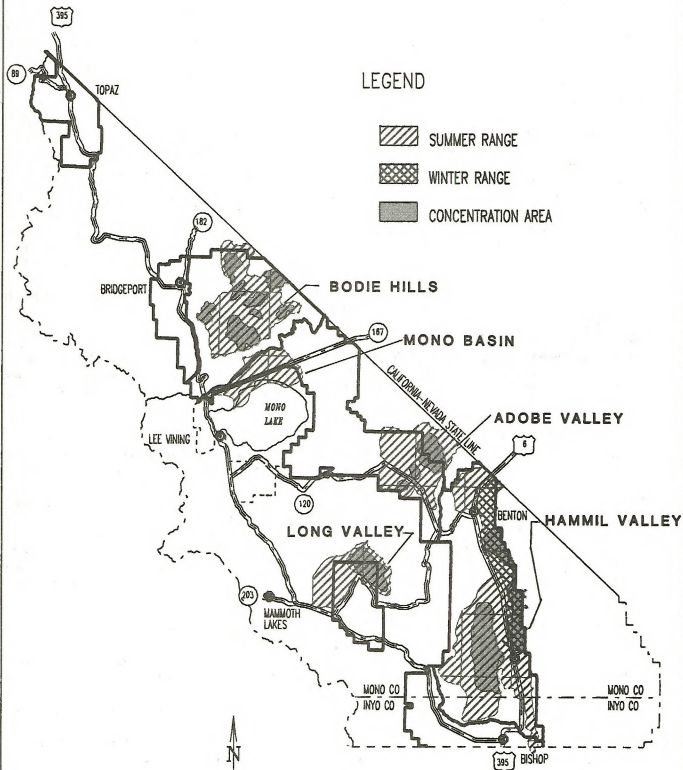 395
89
TOPAZ
LEGEND
SUMMER RANGE
WINTER RANGE
CONCENTRATION AREA
182
BRIDGEPORT
BODIE HILLS
167
MONO BASIN
CALIFORNIA-NEVADA STATE LINE
MONO
LAKE
LEE VINING
ADOBE VALLEY
6
120
BENTON
HAMMIL VALLEY
LONG VALLEY
203
MAMMOTH
LAKES
MONO CO
INYO CO
MONO CO
INYO CO
N
395
BISHOP